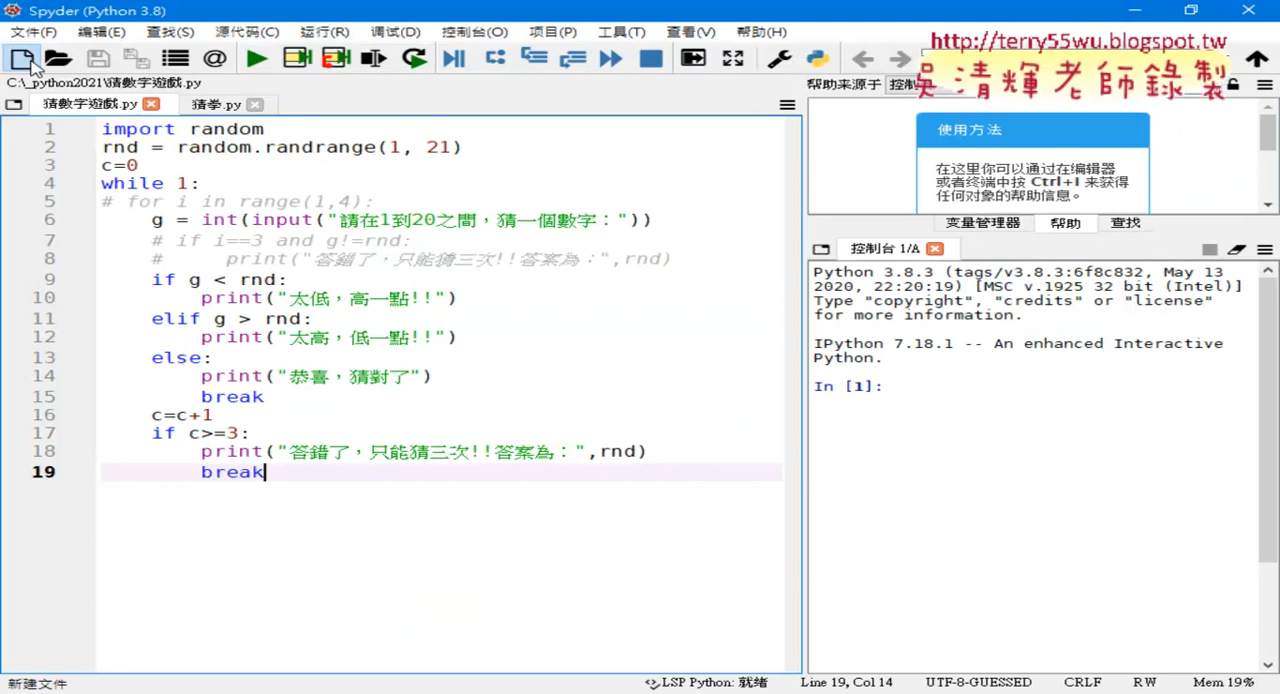 Spyder (Python 3.8)
文件(F) 编辑(E) 查找(S) 源代码(C) 运行(R) 调试(D) 控制台(O) 项目(P) 工具(T) 查看(V) 帮助(H)
http://terry55wu.blogspot.tw
吳清輝老師錄製
C:\_python2021\猜數字遊戲.py
帮助来源于 控制
猜數字遊戲.py 猜拳.py
1 import random
2 rnd = random.randrange(1, 21)
3 c=0
4 while 1:
5 # for i in range(1,4):
6 g = int(input("請在1到20之間，猜一個數字："))
7 # if i==3 and g!=rnd:
8 # print("答錯了，只能猜三次!!答案為：",rnd)
9 if g < rnd:
10 print("太低，高一點!!")
11 elif g > rnd:
12 print("太高，低一點!!")
13 else:
14 print("恭喜，猜對了")
15 break
16 c=c+1
17 if c>=3:
18 print("答錯了，只能猜三次!!答案為：",rnd)
19 break
使用方法
在这里你可以通过在编辑器
或者终端中按 Ctrl+I 来获得
任何对象的帮助信息。
变量管理器 帮助 查找
控制台 1/A
Python 3.8.3 (tags/v3.8.3:6f8c832, May 13
2020, 22:20:19) [MSC v.1925 32 bit (Intel)]
Type "copyright", "credits" or "license"
for more information.
IPython 7.18.1 -- An enhanced Interactive
Python.
In [1]:
新建文件 LSP Python: 就绪 Line 19, Col 14 UTF-8-GUESSED CRLF RW Mem 19%